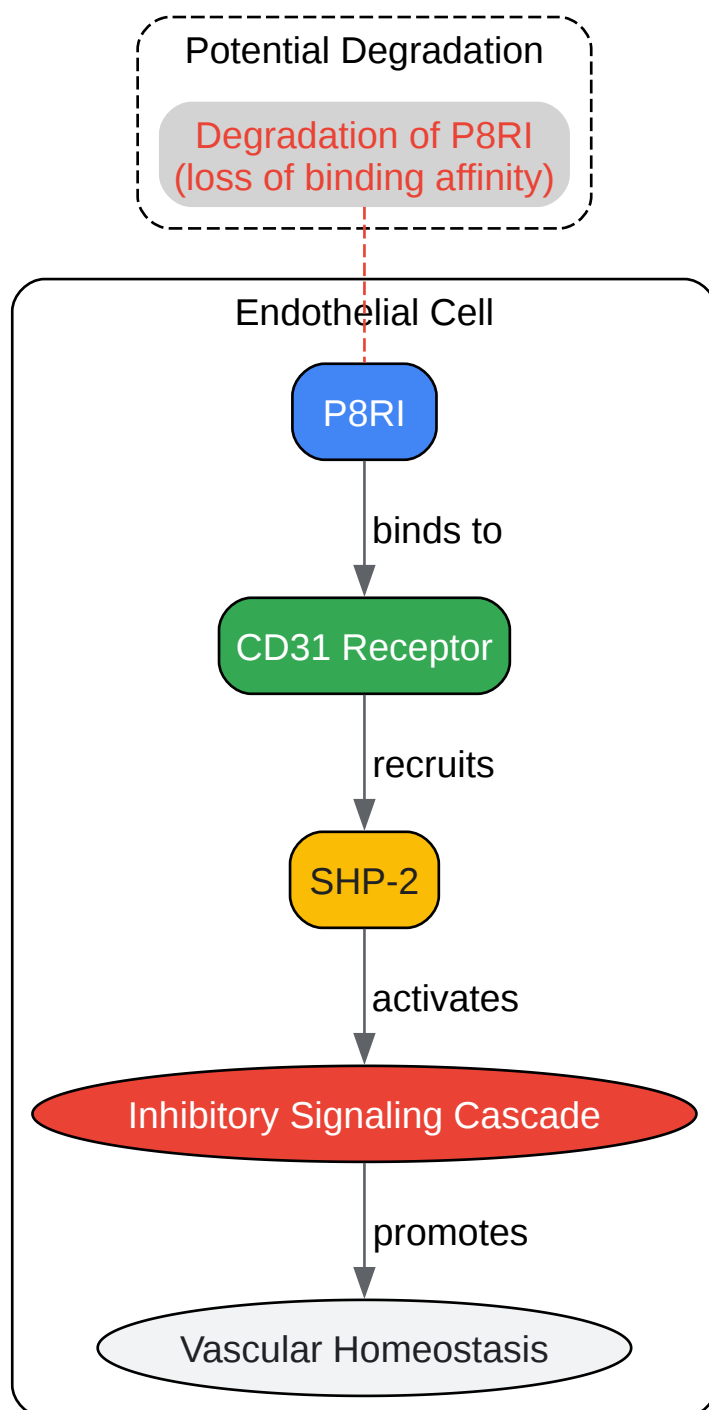 Potential Degradation
Degradation of P8RI
(loss of binding affinity)
Endothelial Cell
P8RI
binds to
CD31 Receptor
recruits
SHP-2
activates
Inhibitory Signaling Cascade
promotes
Vascular Homeostasis